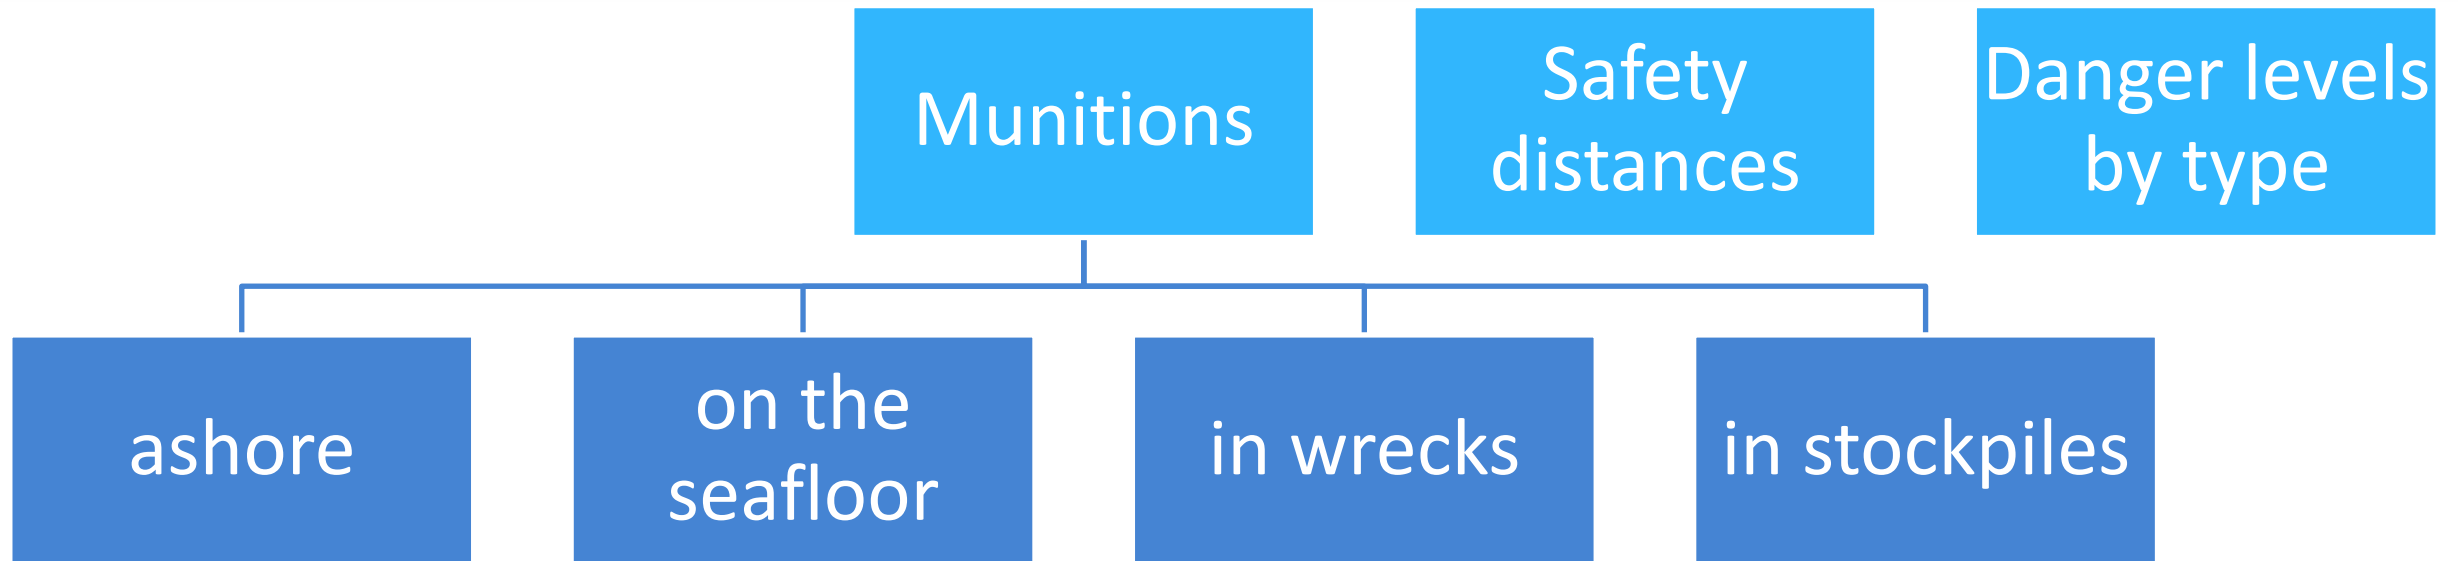 Munitions
Safety
distances
Danger levels
by type
ashore
on the
seafloor
in wrecks
in stockpiles